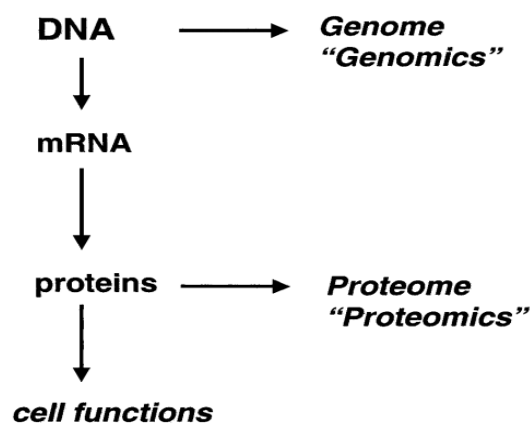 DNA
Genome
“Genomics”
mRNA
proteins
Proteome
“Proteomics”
cell functions